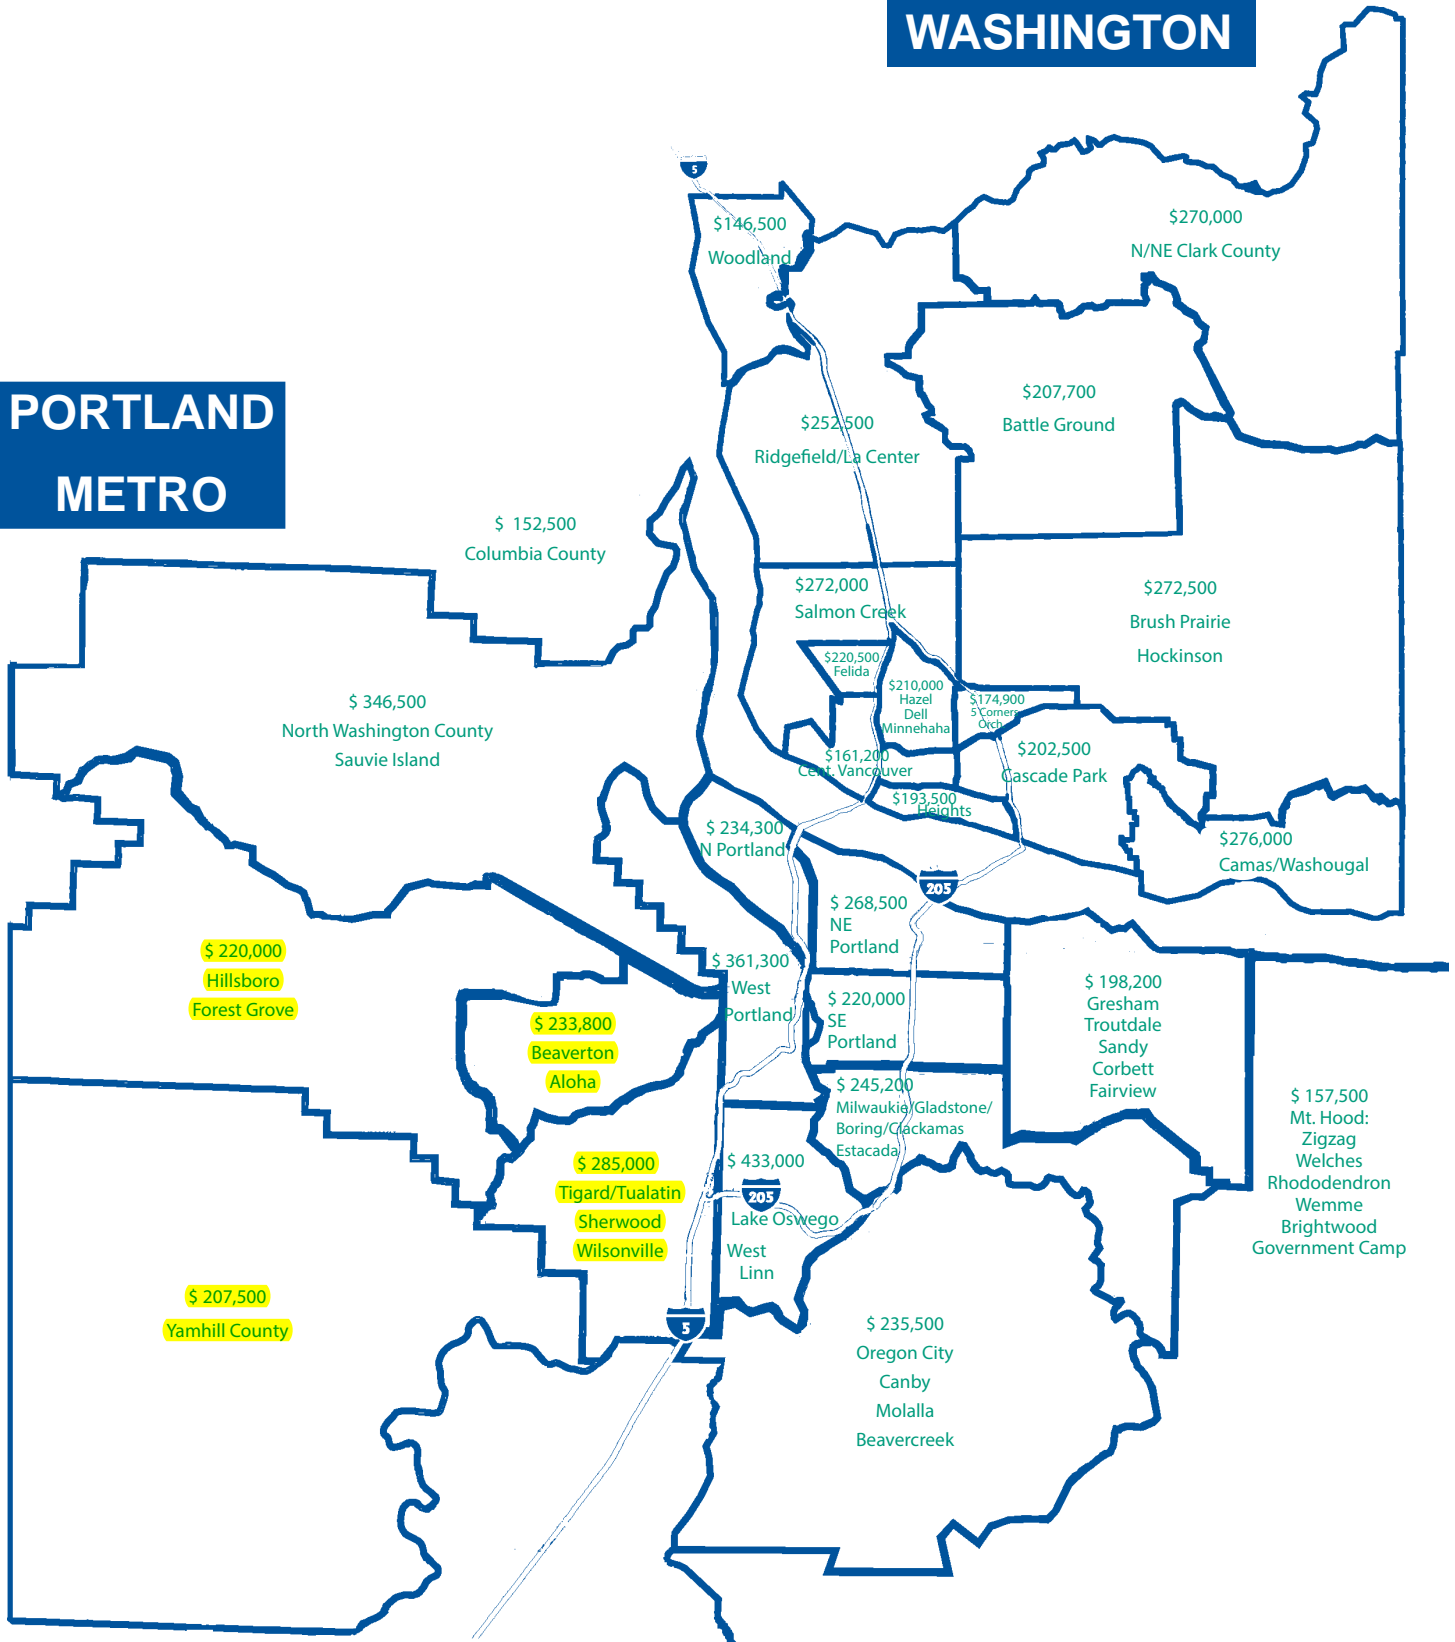 WASHINGTON
5
$146,500
Woodland
$270,000
N/NE Clark County
PORTLAND
METRO
$252,500
Ridgefield/La Center
$207,700
Battle Ground
$ 152,500
Columbia County
$272,000
Salmon Creek
$272,500
Brush Prairie
Hockinson
$220,500
Felida
$210,000
Hazel
Dell
Minnehaha
$174,900
5 Corners
Orch
$ 346,500
North Washington County
Sauvie Island
$161,200
Cent. Vancouver
$202,500
Cascade Park
$193,500
Heights
$276,000
Camas/Washougal
$ 234,300
N Portland
205
$ 268,500
NE
Portland
$ 220,000
Hillsboro
Forest Grove
$ 361,300
West
Portland
$ 220,000
SE
Portland
$ 198,200
Gresham
Troutdale
Sandy
Corbett
Fairview
$ 233,800
Beaverton
Aloha
$ 245,200
Milwaukie/Gladstone/
Boring/Clackamas
Estacada
$ 157,500
Mt. Hood:
Zigzag
Welches
Rhododendron
Wemme
Brightwood
Government Camp
$ 285,000
Tigard/Tualatin
Sherwood
Wilsonville
$ 433,000
205
Lake Oswego
West
Linn
$ 207,500
Yamhill County
5
$ 235,500
Oregon City
Canby
Molalla
Beavercreek